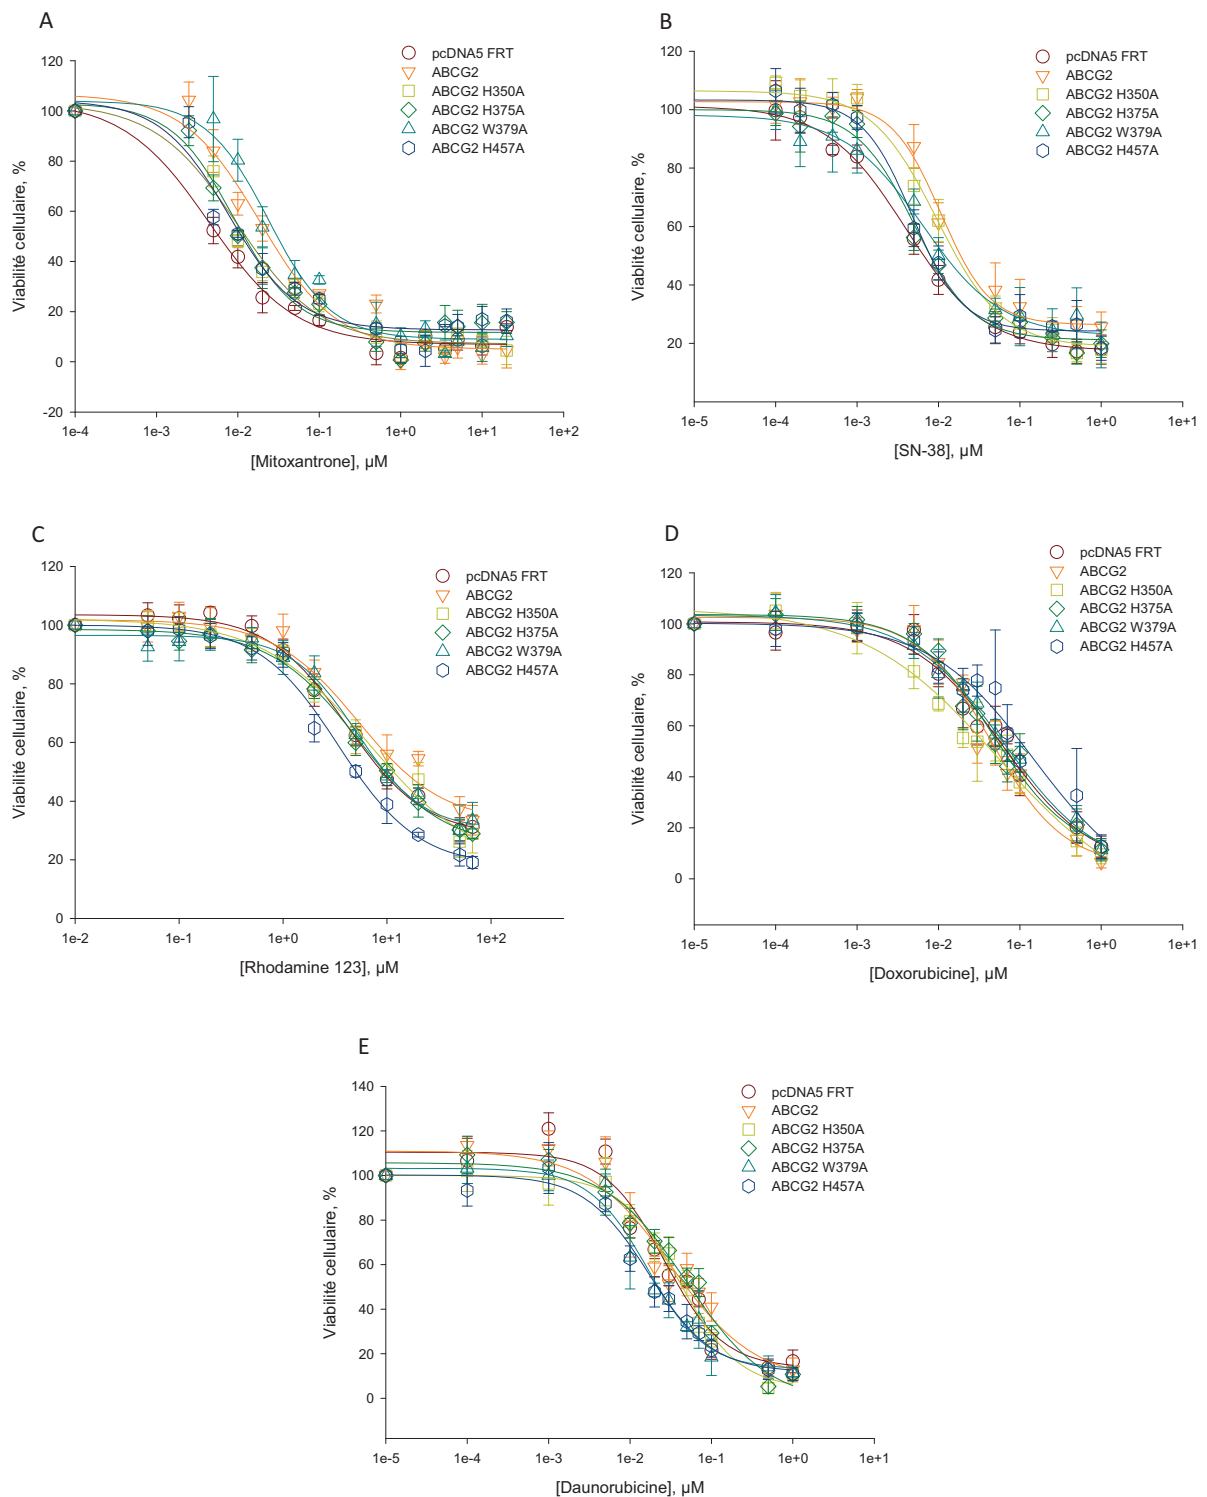 A
pcDNA5 FRT
ABCG2
ABCG2 H350A
ABCG2 H375A
ABCG2 W379A
ABCG2 H457A
Viabilité cellulaire, %
120
100
80
60
40
20
0
-20
1e-4
1e-3
1e-2
1e-1
1e+0
1e+1
1e+2
[Mitoxantrone], µM
B
pcDNA5 FRT
ABCG2
ABCG2 H350A
ABCG2 H375A
ABCG2 W379A
ABCG2 H457A
Viabilité cellulaire, %
120
100
80
60
40
20
1e-5
1e-4
1e-3
1e-2
1e-1
1e+0
1e+1
[SN-38], µM
C
pcDNA5 FRT
ABCG2
ABCG2 H350A
ABCG2 H375A
ABCG2 W379A
ABCG2 H457A
Viabilité cellulaire, %
120
100
80
60
40
20
0
1e-2
1e-1
1e+0
1e+1
1e+2
[Rhodamine 123], µM
D
pcDNA5 FRT
ABCG2
ABCG2 H350A
ABCG2 H375A
ABCG2 W379A
ABCG2 H457A
Viabilité cellulaire, %
120
100
80
60
40
20
0
1e-5
1e-4
1e-3
1e-2
1e-1
1e+0
1e+1
[Doxorubicine], µM
E
pcDNA5 FRT
ABCG2
ABCG2 H350A
ABCG2 H375A
ABCG2 W379A
ABCG2 H457A
Viabilité cellulaire, %
140
120
100
80
60
40
20
0
1e-5
1e-4
1e-3
1e-2
1e-1
1e+0
1e+1
[Daunorubicine], µM